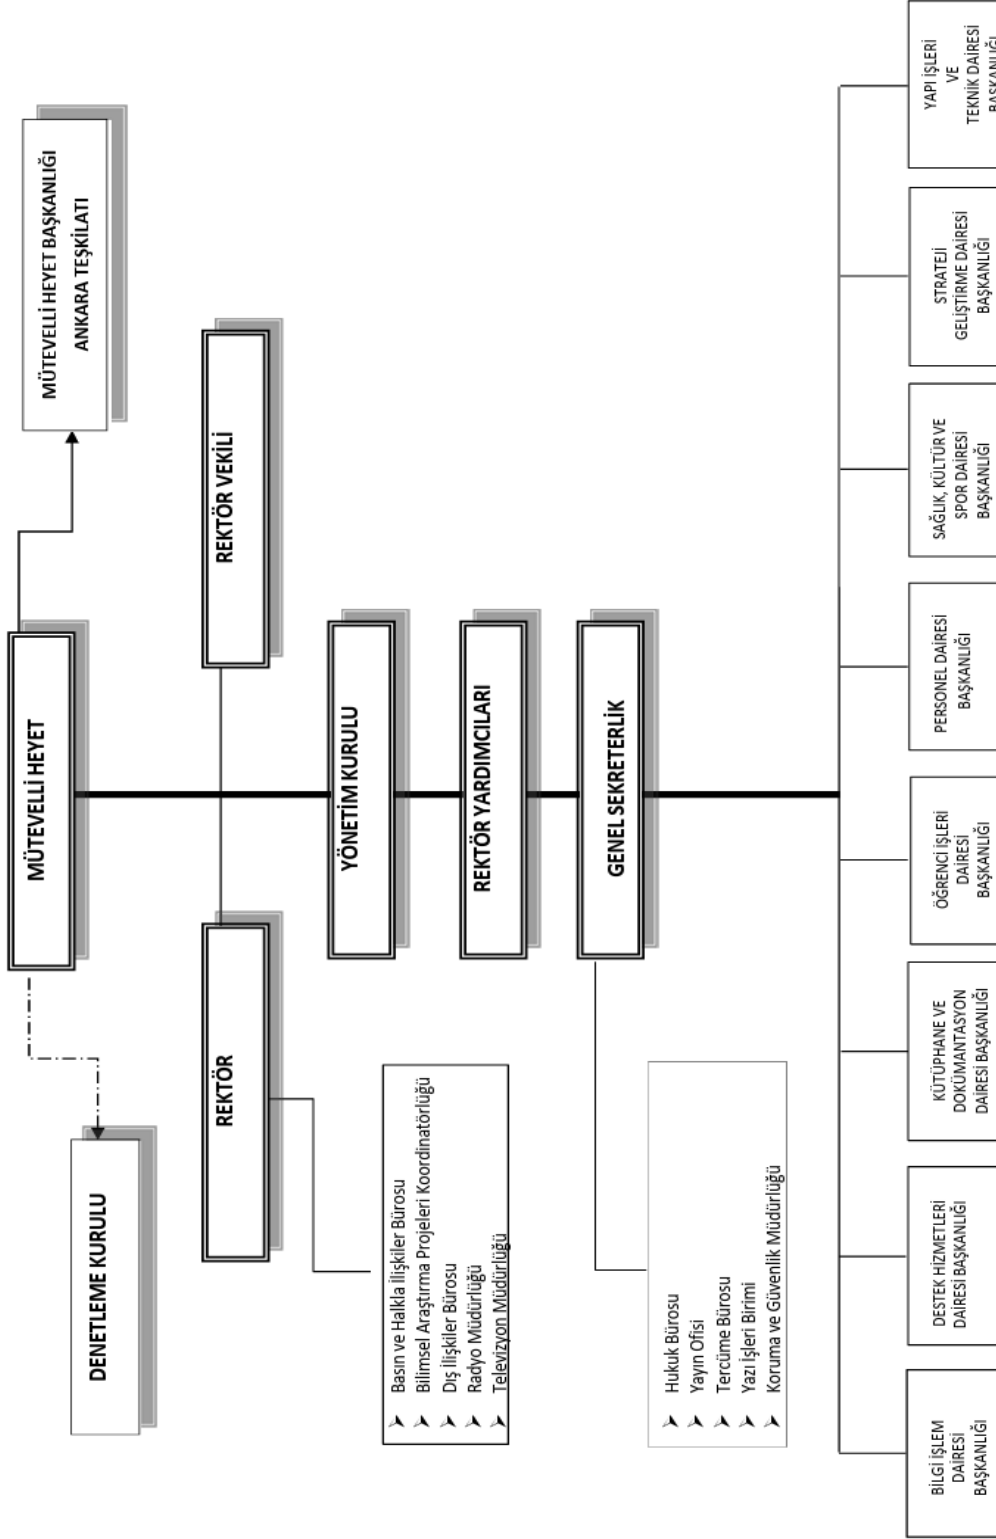 MÜTEVELLİ HEYET
MÜTEVELLİ HEYET BAŞKANLIĞI
ANKARA TEŞKİLATI
DENETLEME KURULU
REKTÖR
REKTÖR VEKİLİ
YÖNETİM KURULU
Basın ve Halkla İlişkiler Bürosu
Bilimsel Araştırma Projeleri Koordinatörlüğü
Dış İlişkiler Bürosu
Radyo Müdürlüğü
Televizyon Müdürlüğü
REKTÖR YARDIMCILARI
GENEL SEKRETERLİK
Hukuk Bürosu
Yayın Ofisi
Tercüme Bürosu
Yazı İşleri Birimi
Koruma ve Güvenlik Müdürlüğü
BİLGİ İŞLEM
DAİRESİ
BAŞKANLIĞI
DESTEK HİZMETLERİ
DAİRESİ BAŞKANLIĞI
KÜTÜPHANE VE
DOKÜMANTASYON
DAİRESİ BAŞKANLIĞI
ÖĞRENCİ İŞLERİ
DAİRESİ
BAŞKANLIĞI
PERSONEL DAİRESİ
BAŞKANLIĞI
SAĞLIK, KÜLTÜR VE
SPOR DAİRESİ
BAŞKANLIĞI
STRATEJİ
GELİŞTİRME DAİRESİ
BAŞKANLIĞI
YAPI İŞLERİ
VE
TEKNİK DAİRESİ
BAŞKANLIĞI